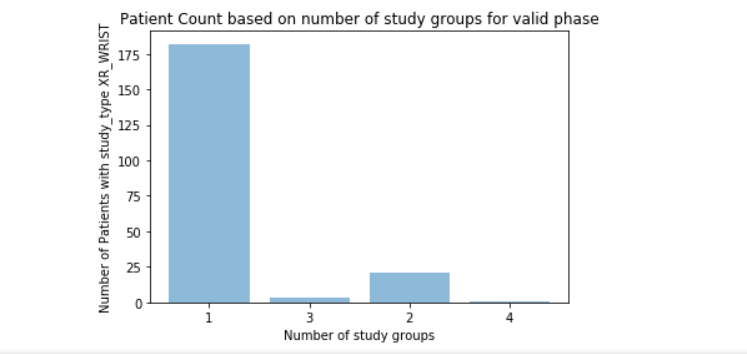 Patient Count based on number of study groups for valid phase
Number of Patients with study_type XR_WRIST
175
150
125
100
75
50
25
0
1 3 2 4
Number of study groups